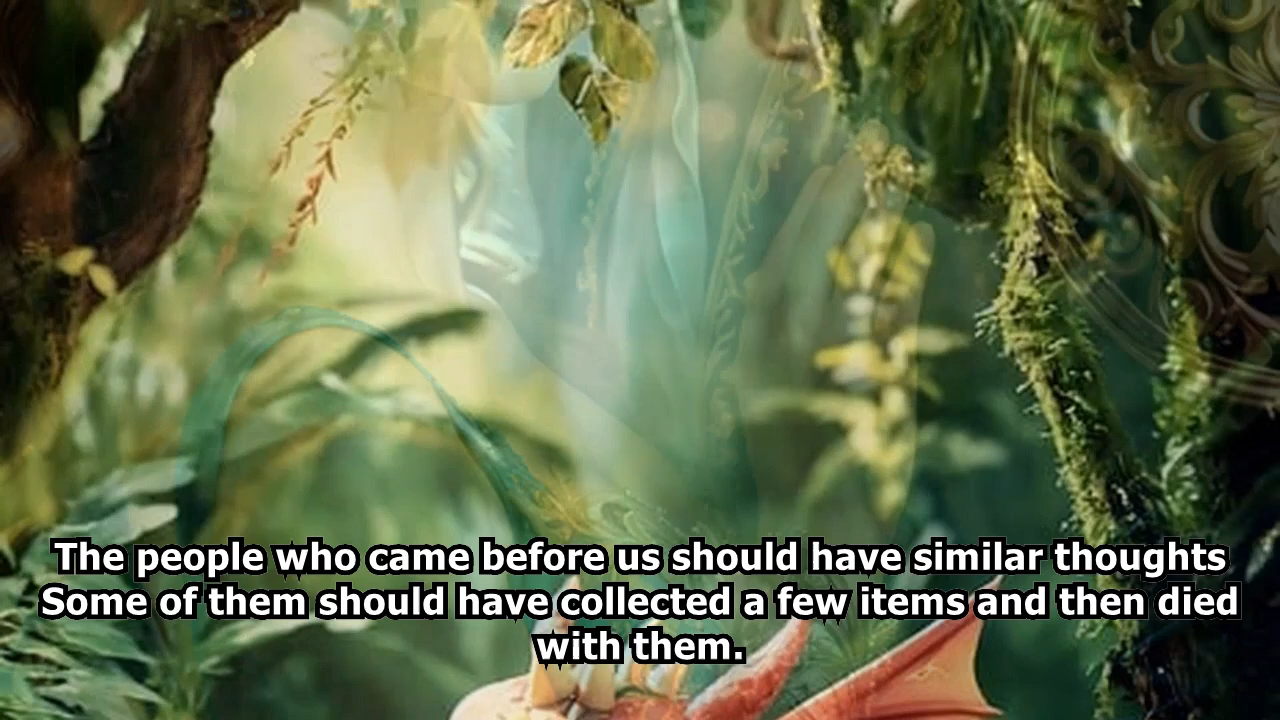 The people who came before us should have similar thoughts
Some of them should have collected a few items and then died
with them.